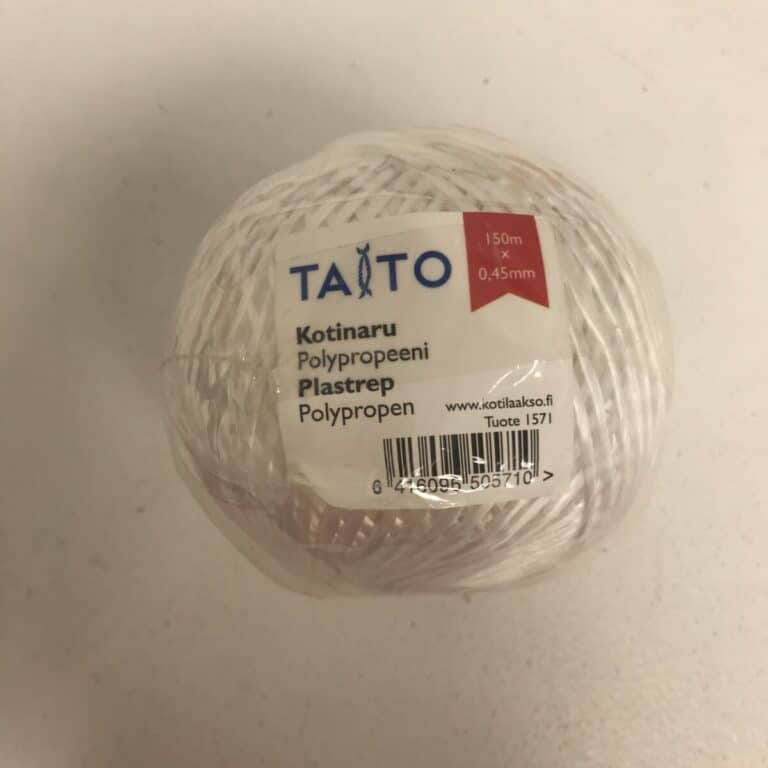 TAITO
150m
x
0,45mm
Kotinaru
Polypropeeni
Plastrep
Polypropen
www.kotilaakso.fi
Tuote 1571
6 416095 505710 >